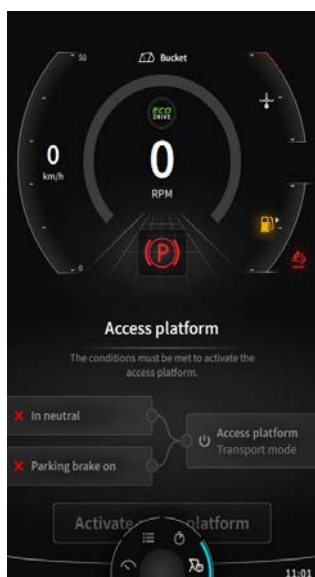 50
Bucket
ECO
DRIVE
0
km/h
0
RPM
0
P
Access platform
The conditions must be met to activate the
access platform.
In neutral
Access platform
Transport mode
Parking brake on
Activate platform
11:01